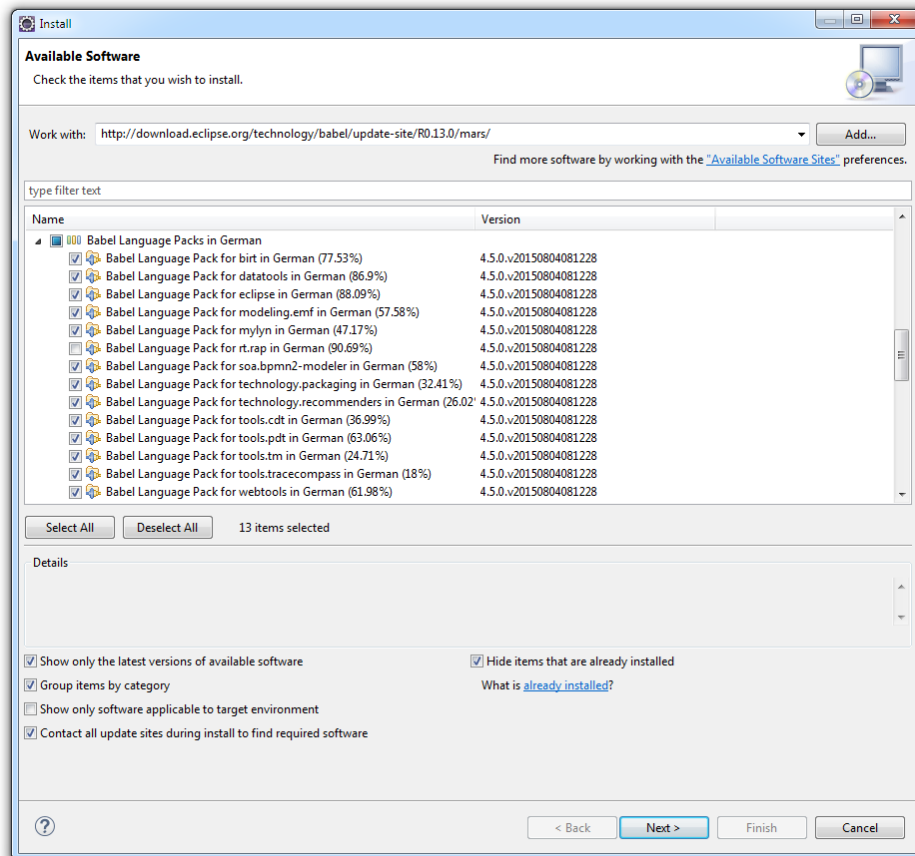 Install
Available Software
Check the items that you wish to install.
Work with: http://download.eclipse.org/technology/babel/update-site/R0.13.0/mars/ Add...
Find more software by working with the "Available Software Sites" preferences.
type filter text
Name Version
Babel Language Packs in German
Babel Language Pack for birt in German (77.53%) 4.5.0.v20150804081228
Babel Language Pack for datatools in German (86.9%) 4.5.0.v20150804081228
Babel Language Pack for eclipse in German (88.09%) 4.5.0.v20150804081228
Babel Language Pack for modeling.emf in German (57.58%) 4.5.0.v20150804081228
Babel Language Pack for mylyn in German (47.17%) 4.5.0.v20150804081228
Babel Language Pack for rt.rap in German (90.69%) 4.5.0.v20150804081228
Babel Language Pack for soa.bpmn2-modeler in German (58%) 4.5.0.v20150804081228
Babel Language Pack for technology.packaging in German (32.41%) 4.5.0.v20150804081228
Babel Language Pack for technology.recommenders in German (26.02 4.5.0.v20150804081228
Babel Language Pack for tools.cdt in German (36.99%) 4.5.0.v20150804081228
Babel Language Pack for tools.pdt in German (63.06%) 4.5.0.v20150804081228
Babel Language Pack for tools.tm in German (24.71%) 4.5.0.v20150804081228
Babel Language Pack for tools.tracecompass in German (18%) 4.5.0.v20150804081228
Babel Language Pack for webtools in German (61.98%) 4.5.0.v20150804081228
Select All Deselect All 13 items selected
Details
Show only the latest versions of available software Hide items that are already installed
Group items by category What is already installed?
Show only software applicable to target environment
Contact all update sites during install to find required software
? < Back Next > Finish Cancel